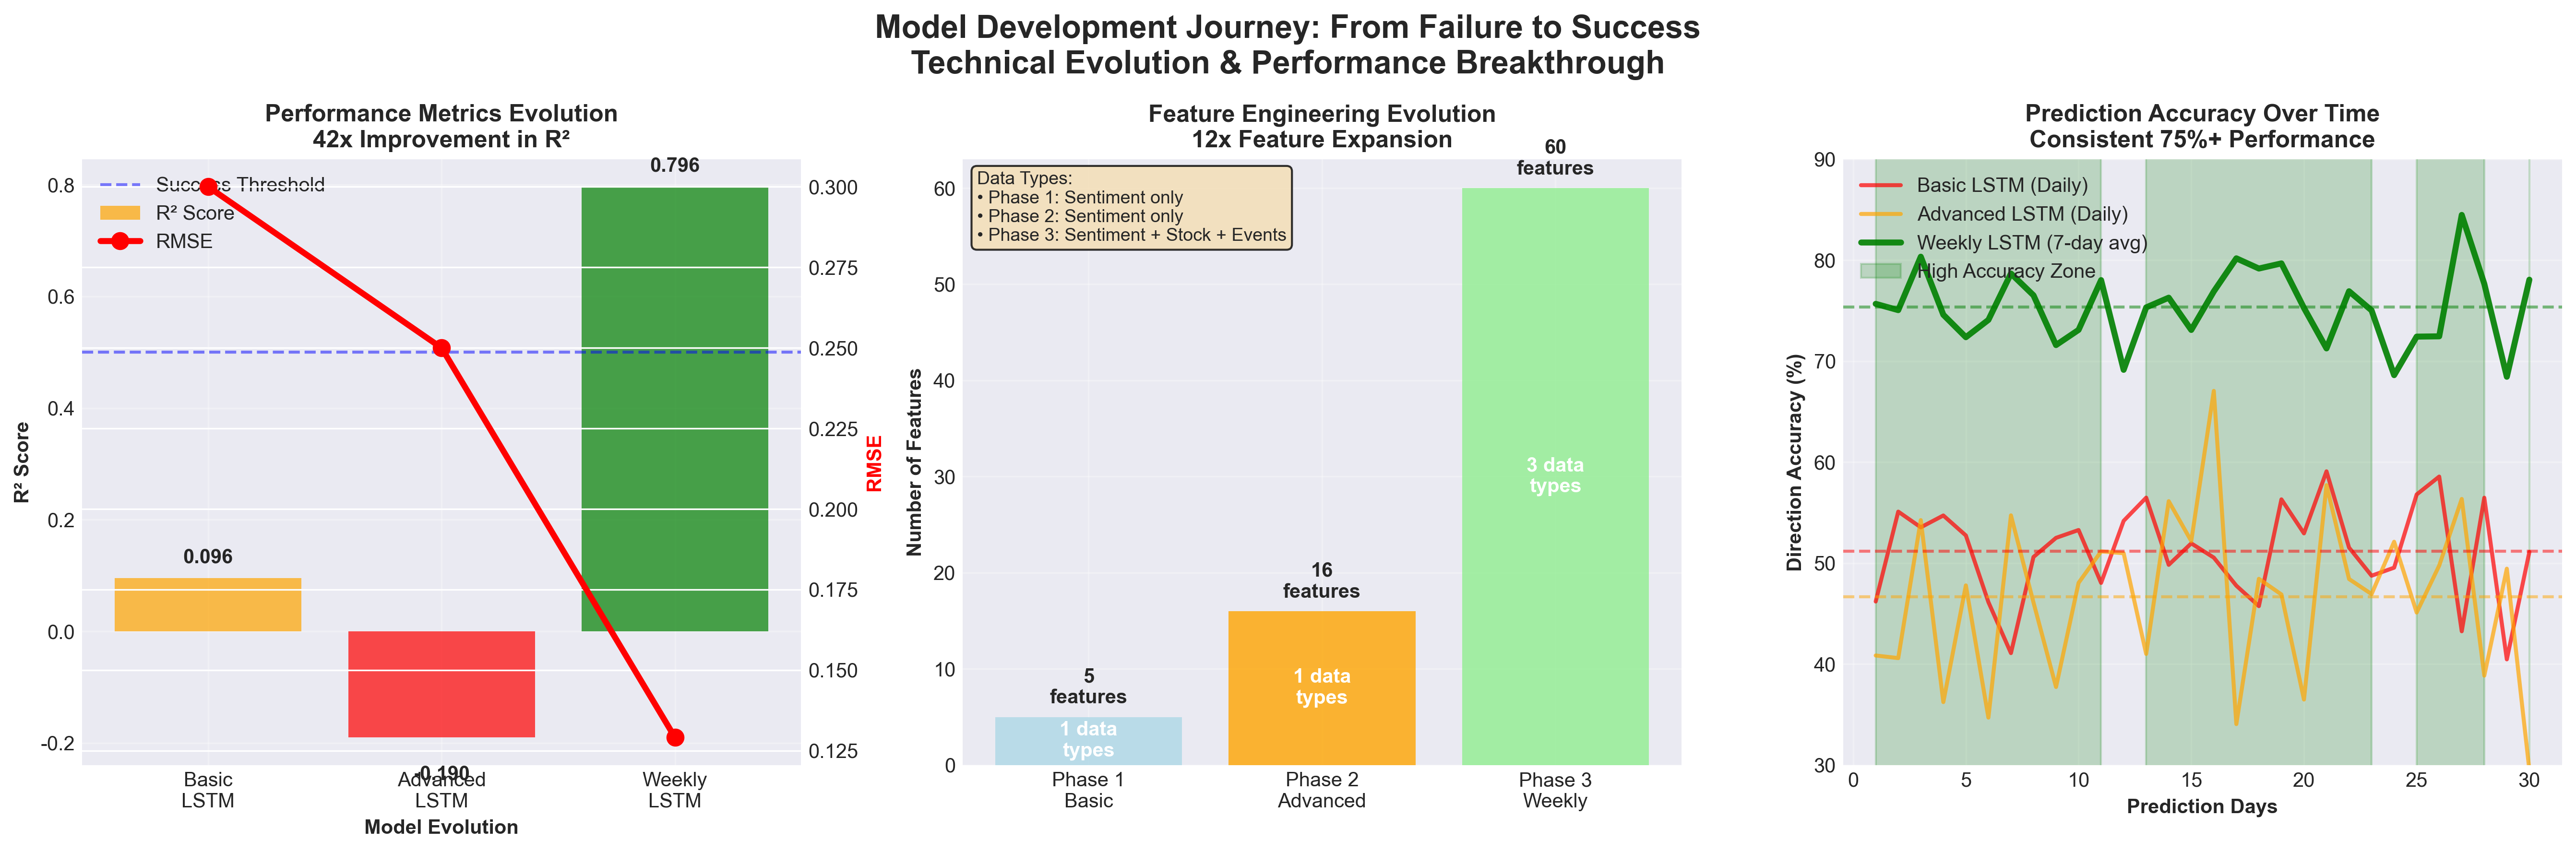 Model Development Journey: From Failure to Success
Technical Evolution & Performance Breakthrough
Performance Metrics Evolution
42x Improvement in R²
Success Threshold
R² Score
RMSE
0.8
0.6
0.4
0.2
0.0
-0.2
R² Score
0.096
-0.190
0.796
0.300
0.275
0.250
0.225
0.200
0.175
0.150
0.125
RMSE
Basic
LSTM
Advanced
LSTM
Weekly
LSTM
Model Evolution
Feature Engineering Evolution
12x Feature Expansion
Data Types:
• Phase 1: Sentiment only
• Phase 2: Sentiment only
• Phase 3: Sentiment + Stock + Events
60
50
40
30
20
10
0
Number of Features
5
features
1 data
types
16
features
1 data
types
60
features
3 data
types
Phase 1
Basic
Phase 2
Advanced
Phase 3
Weekly
Prediction Accuracy Over Time
Consistent 75%+ Performance
Basic LSTM (Daily)
Advanced LSTM (Daily)
Weekly LSTM (7-day avg)
High Accuracy Zone
90
80
70
60
50
40
30
Direction Accuracy (%)
0
5
10
15
20
25
30
Prediction Days